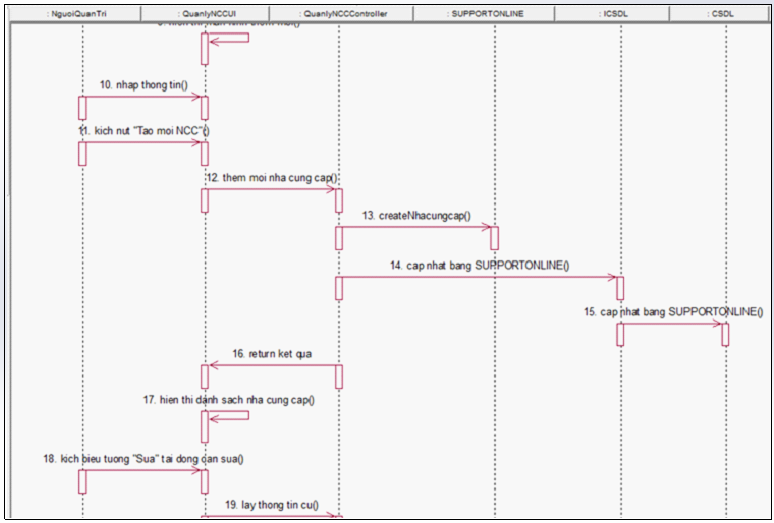 : NguoiQuanTri
: QuanlyNCCUI
: QuanlyNCCController
: SUPPORTONLINE
: ICSDL
: CSDL
10. nhap thong tin()
11. kich nut "Tao moi NCC"()
12. them moi nha cung cap()
13. createNhacungcap()
14. cap nhat bang SUPPORTONLINE()
15. cap nhat bang SUPPORTONLINE()
16. return ket qua
17. hien thi danh sach nha cung cap()
18. kich bieu tuong "Sua" tai dong can sua()
19. lay thong tin cu()